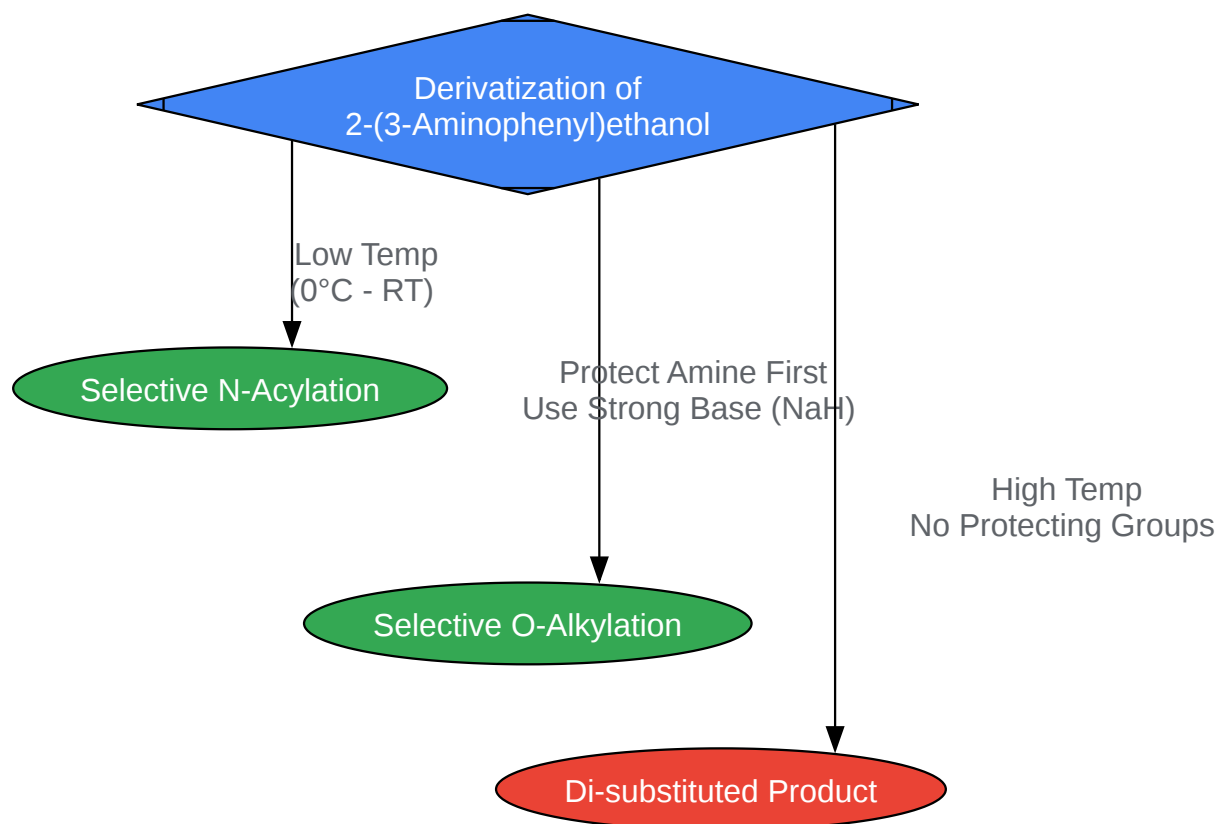 Derivatization of
2-(3-Aminophenyl)ethanol
Low Temp
(0°C - RT)
Selective N-Acylation
Protect Amine First
Use Strong Base (NaH)
High Temp
No Protecting Groups
Selective O-Alkylation
Di-substituted Product